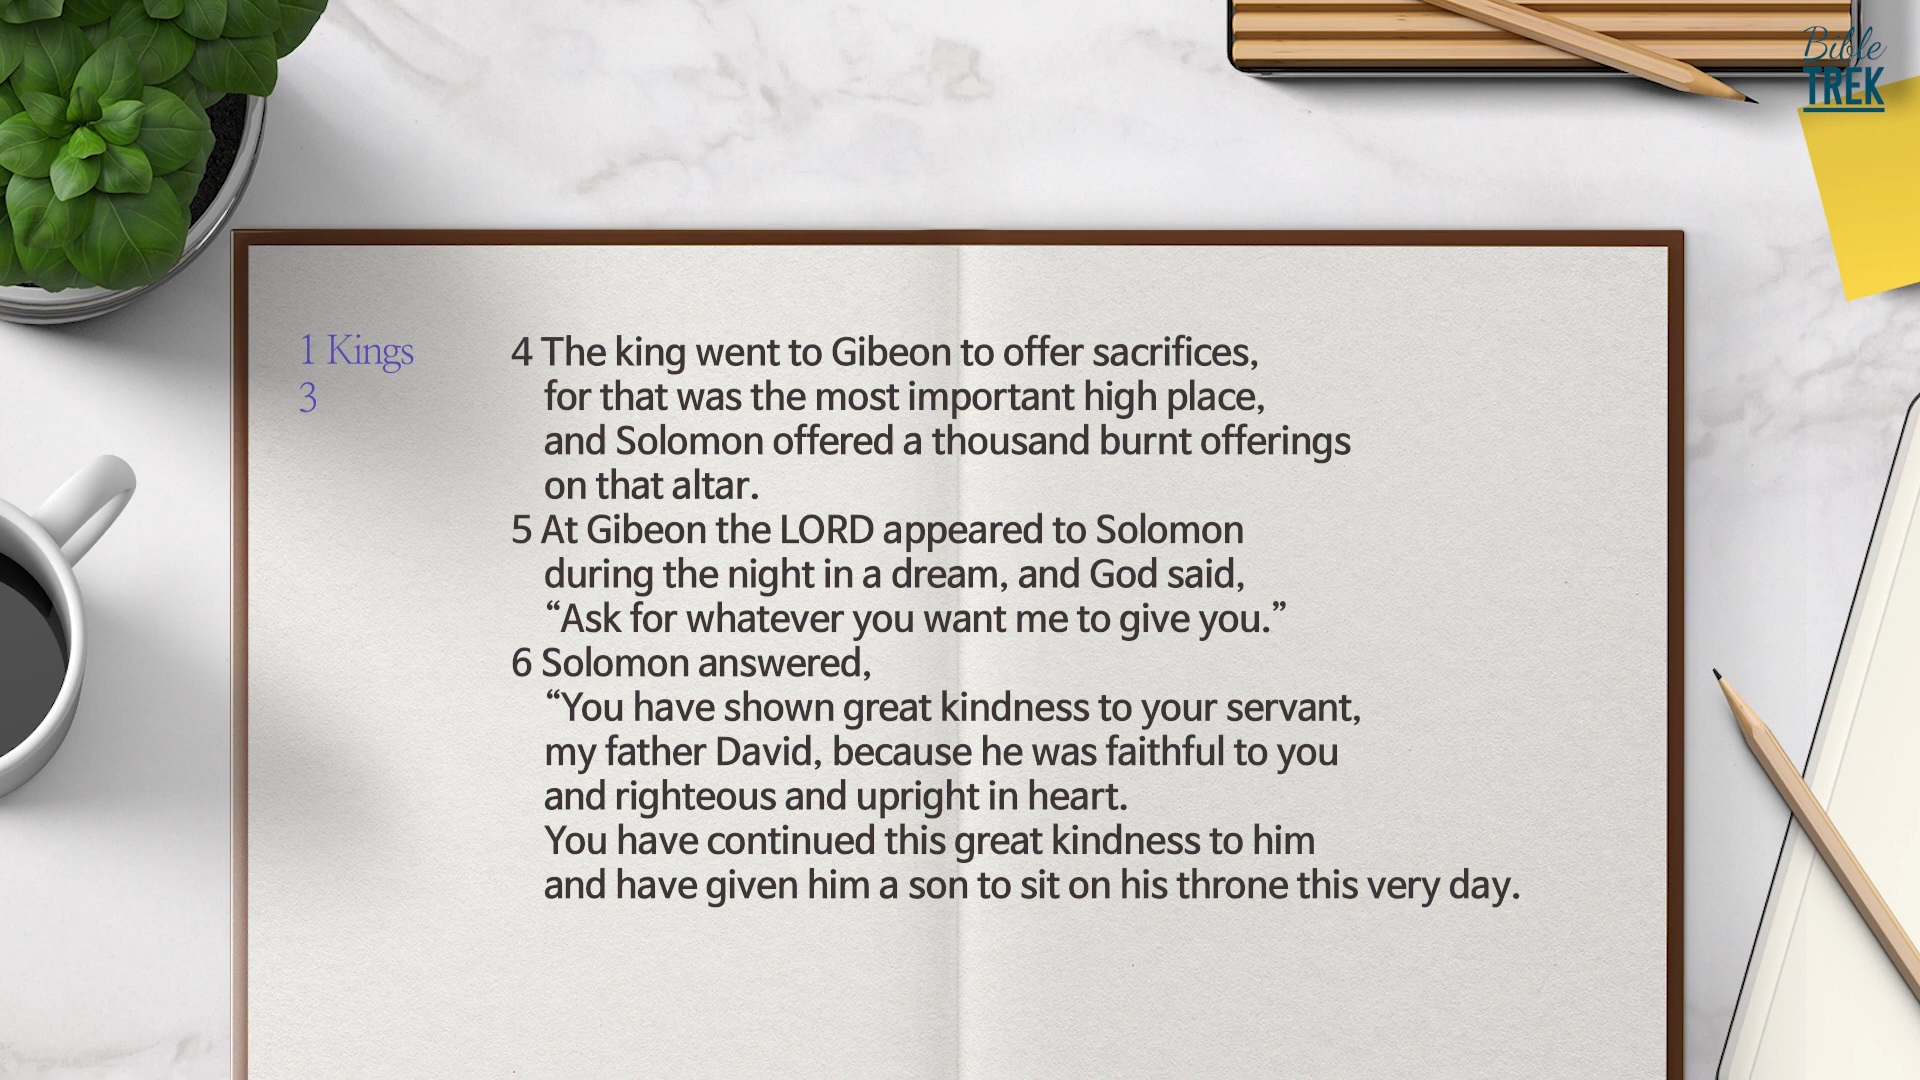 Bible
TREK
1 Kings
3
4 The king went to Gibeon to offer sacrifices,
for that was the most important high place,
and Solomon offered a thousand burnt offerings
on that altar.
5 At Gibeon the LORD appeared to Solomon
during the night in a dream, and God said,
“Ask for whatever you want me to give you.”
6 Solomon answered,
“You have shown great kindness to your servant,
my father David, because he was faithful to you
and righteous and upright in heart.
You have continued this great kindness to him
and have given him a son to sit on his throne this very day.